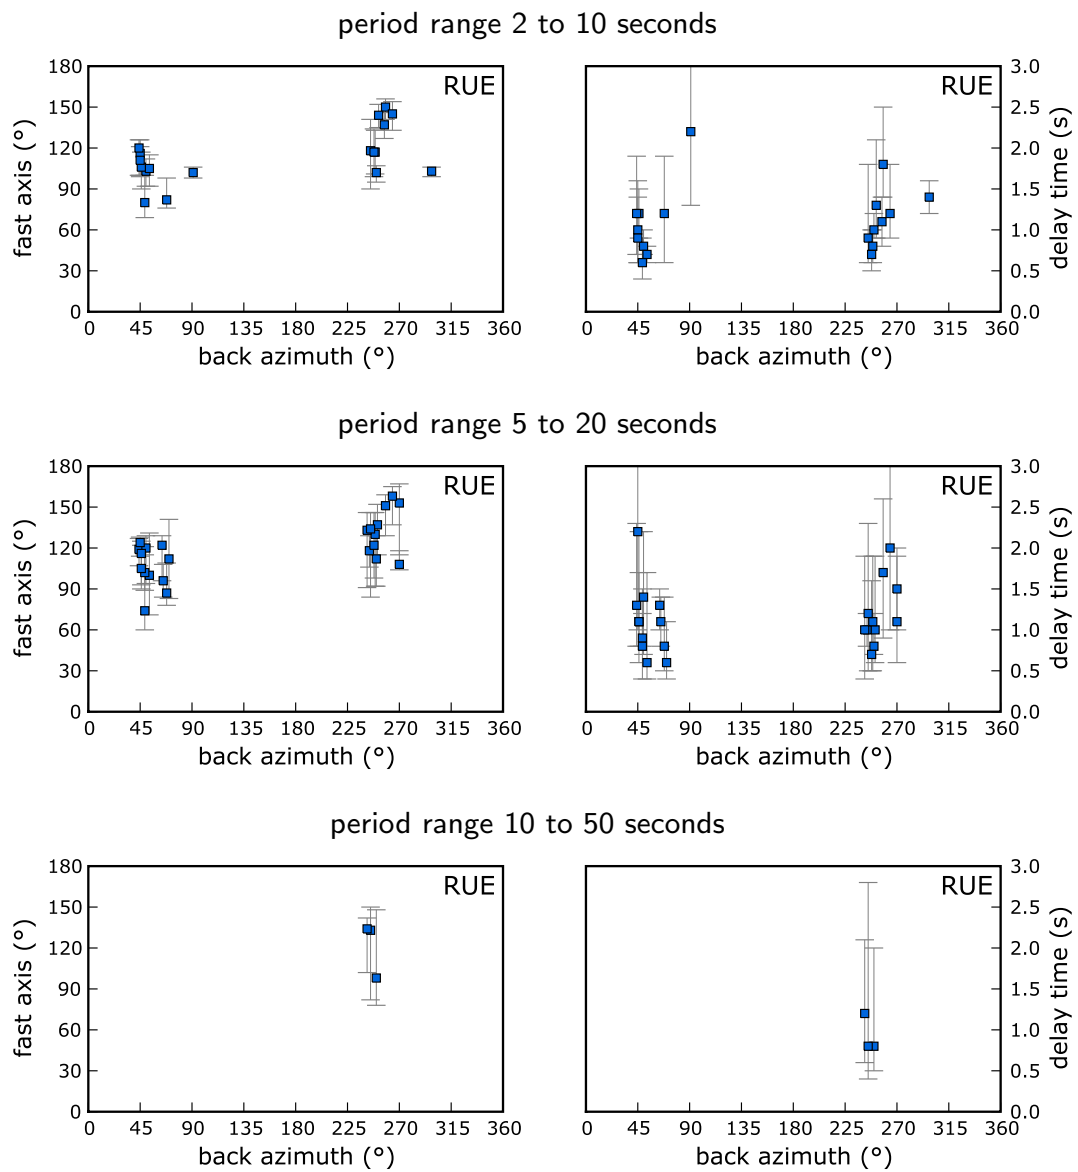 period range 2 to 10 seconds
180 RUE RUE 3.0
150 2.5
120 2.0
90 1.5
60 1.0
30 0.5
0 0.0
fast axis (°) delay time (s)
0 45 90 135 180 225 270 315 360 0 45 90 135 180 225 270 315 360
back azimuth (°) back azimuth (°)
period range 5 to 20 seconds
180 RUE RUE 3.0
150 2.5
120 2.0
90 1.5
60 1.0
30 0.5
0 0.0
fast axis (°) delay time (s)
0 45 90 135 180 225 270 315 360 0 45 90 135 180 225 270 315 360
back azimuth (°) back azimuth (°)
period range 10 to 50 seconds
180 RUE RUE 3.0
150 2.5
120 2.0
90 1.5
60 1.0
30 0.5
0 0.0
fast axis (°) delay time (s)
0 45 90 135 180 225 270 315 360 0 45 90 135 180 225 270 315 360
back azimuth (°) back azimuth (°)